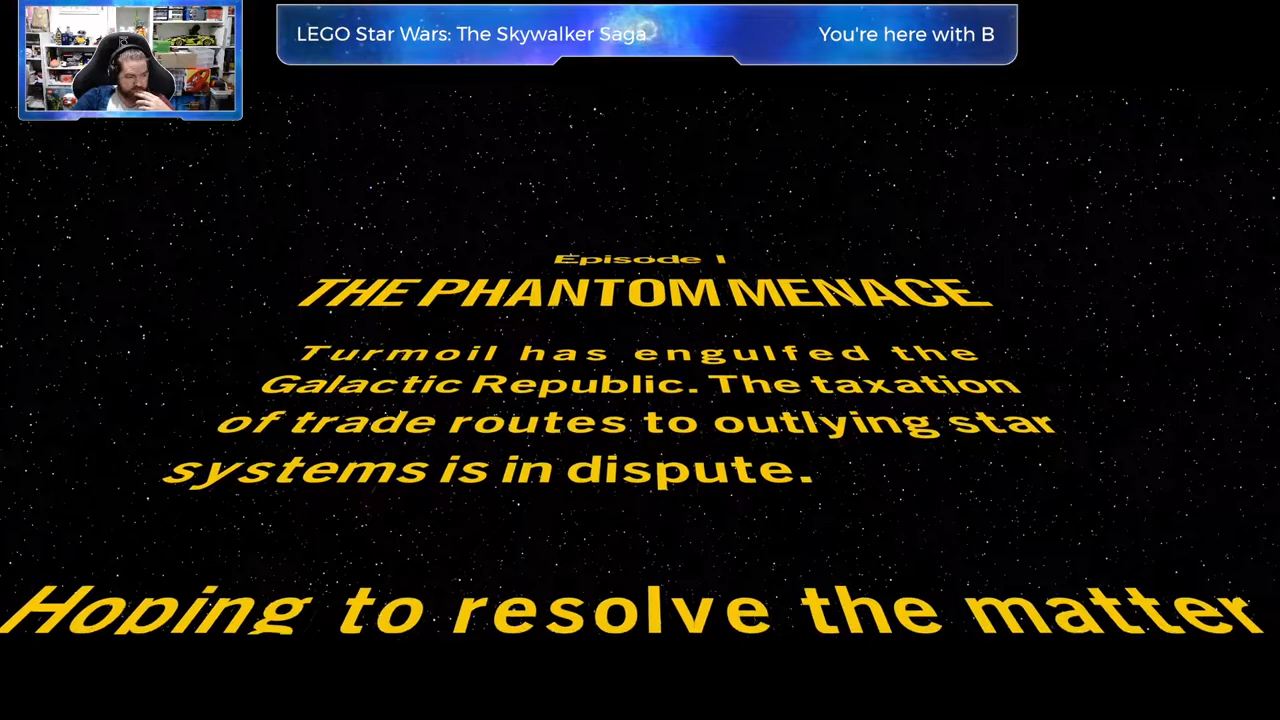 LEGO Star Wars: The Skywalker Saga
You're here with B
Episode I
THE PHANTOM MENACE
Turmoil has engulfed the
Galactic Republic. The taxation
of trade routes to outlying star
systems is in dispute.
Hoping to resolve the matter